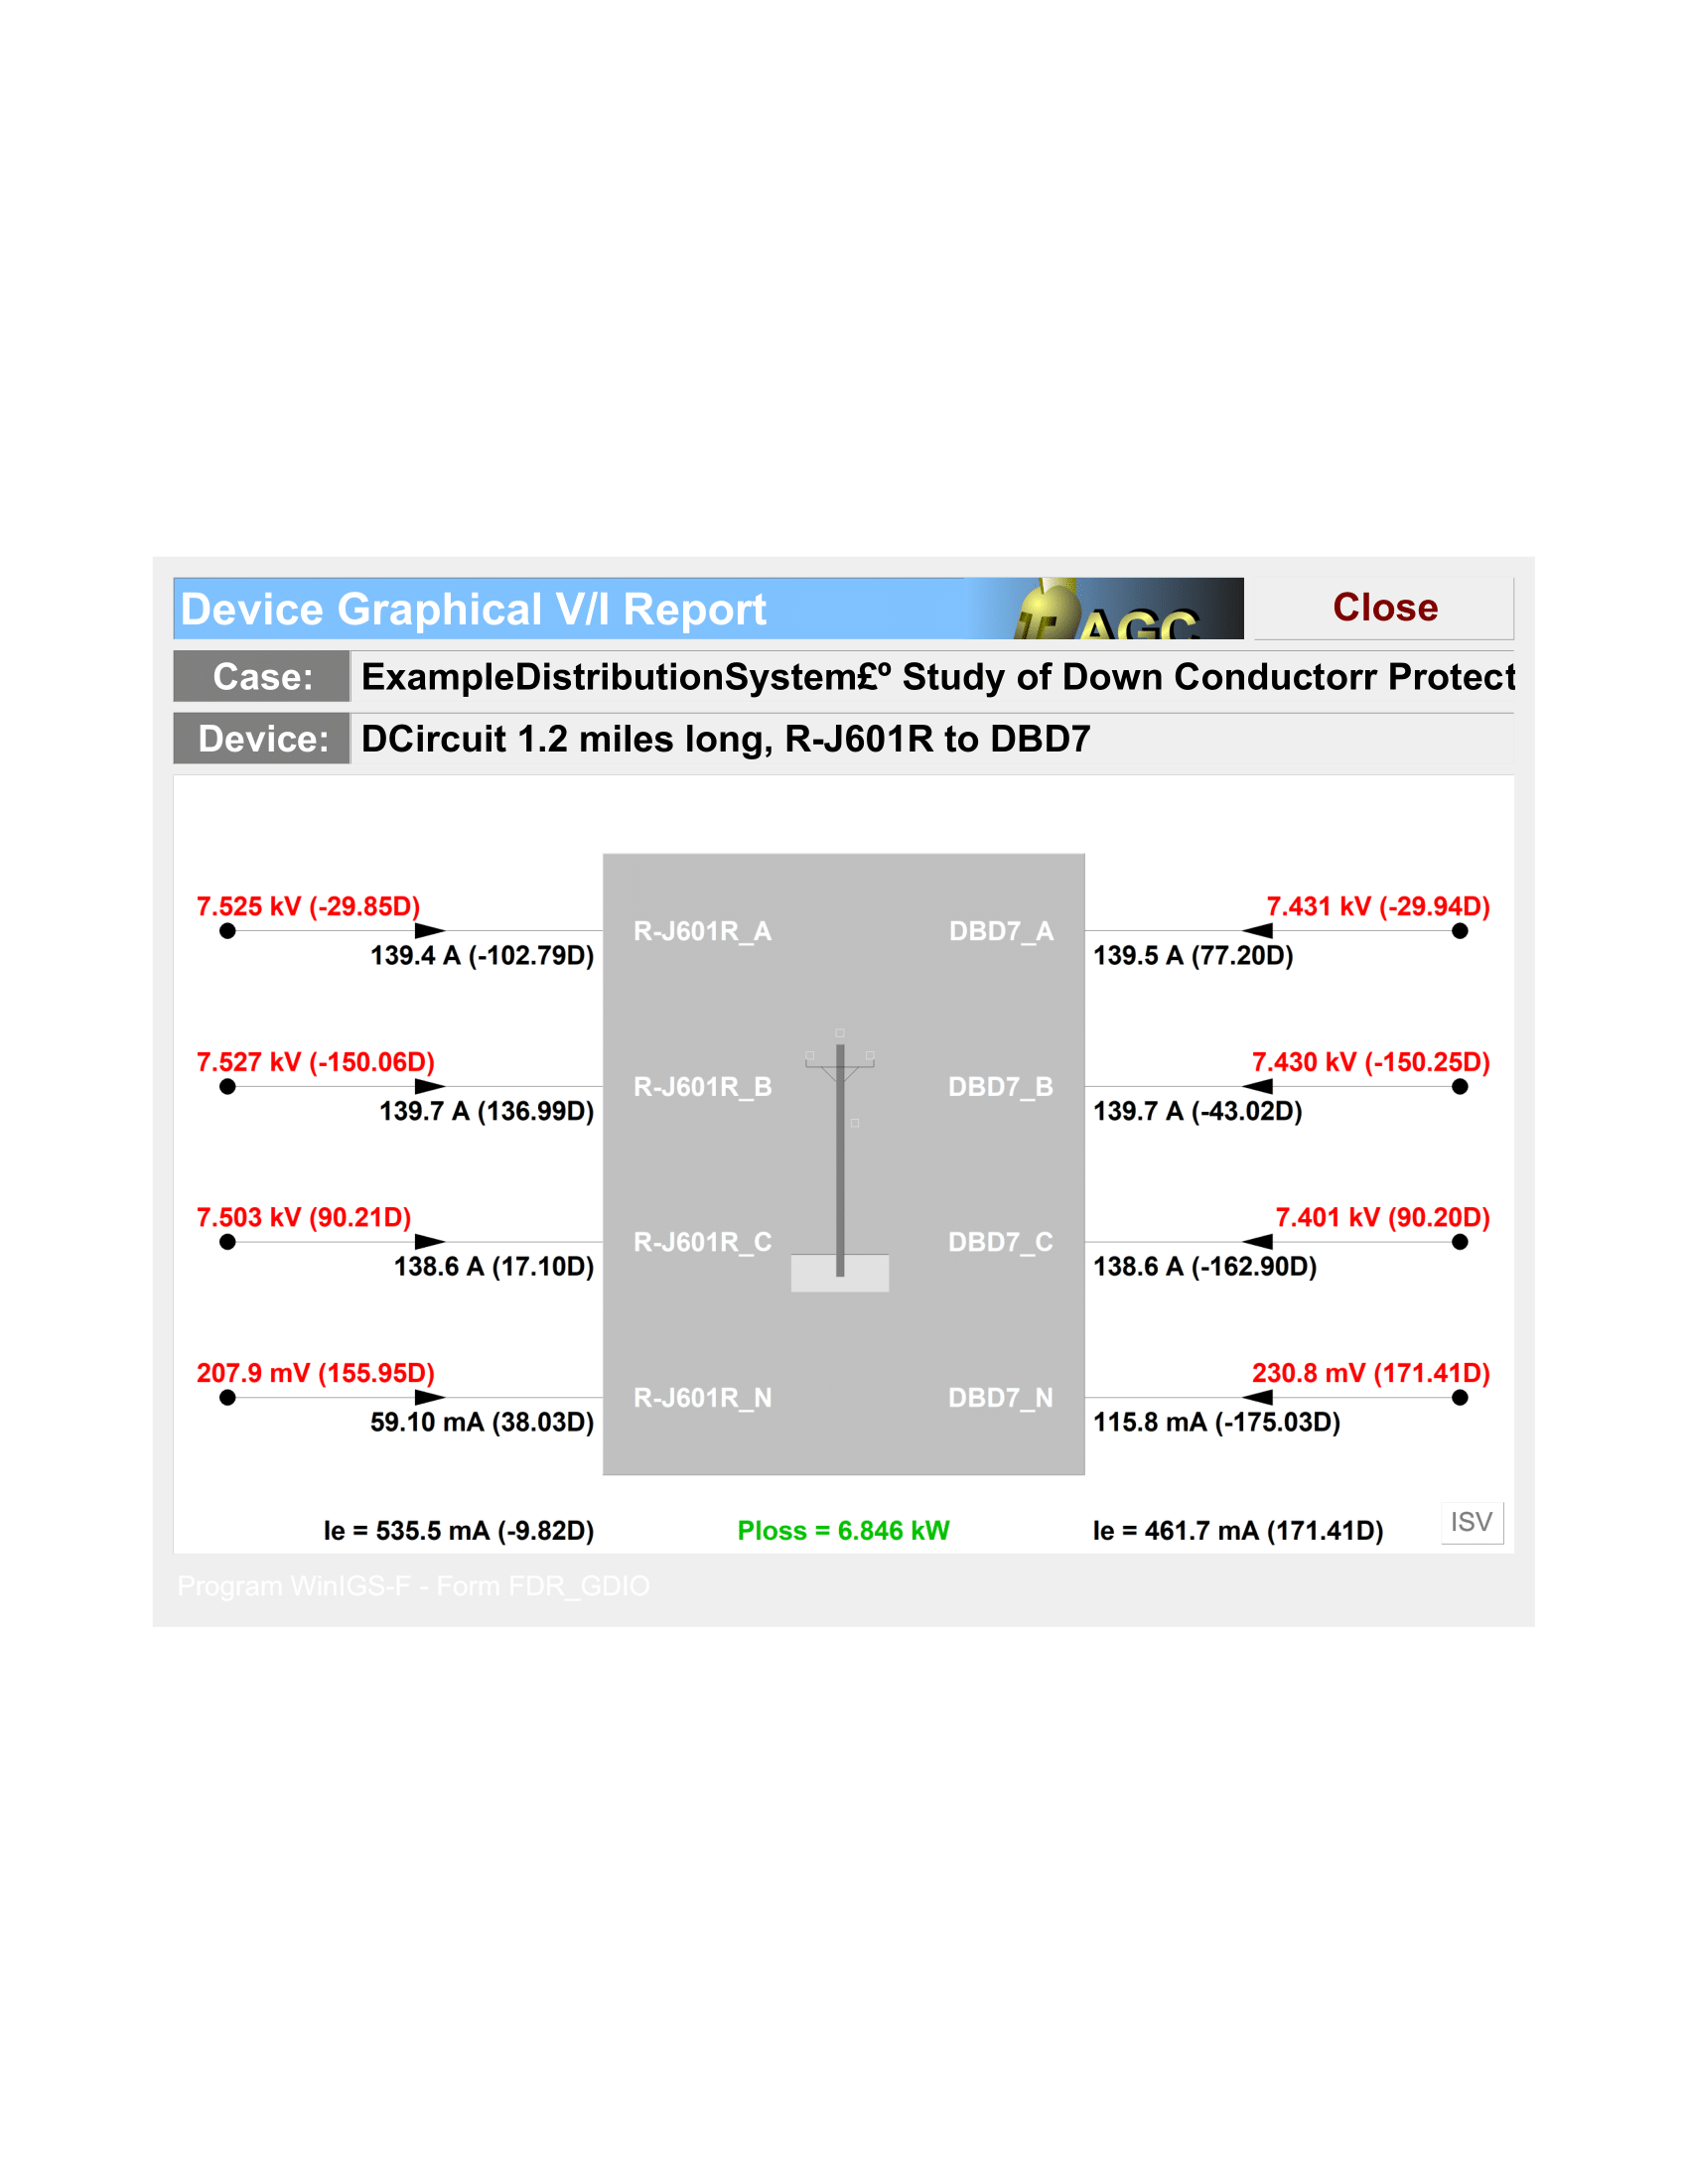 Device Graphical V/I Report
AGC
Close
Case: ExampleDistributionSystem£º Study of Down Conductorr Protect
Device: DCircuit 1.2 miles long, R-J601R to DBD7
7.525 kV (-29.85D)
R-J601R_A
DBD7_A
7.431 kV (-29.94D)
139.4 A (-102.79D)
139.5 A (77.20D)
7.527 kV (-150.06D)
R-J601R_B
DBD7_B
7.430 kV (-150.25D)
139.7 A (136.99D)
139.7 A (-43.02D)
7.503 kV (90.21D)
R-J601R_C
DBD7_C
7.401 kV (90.20D)
138.6 A (17.10D)
138.6 A (-162.90D)
207.9 mV (155.95D)
R-J601R_N
DBD7_N
230.8 mV (171.41D)
59.10 mA (38.03D)
115.8 mA (-175.03D)
Ie = 535.5 mA (-9.82D)
Ploss = 6.846 kW
Ie = 461.7 mA (171.41D)
ISV
Program WinIGS-F - Form FDR_GDIO